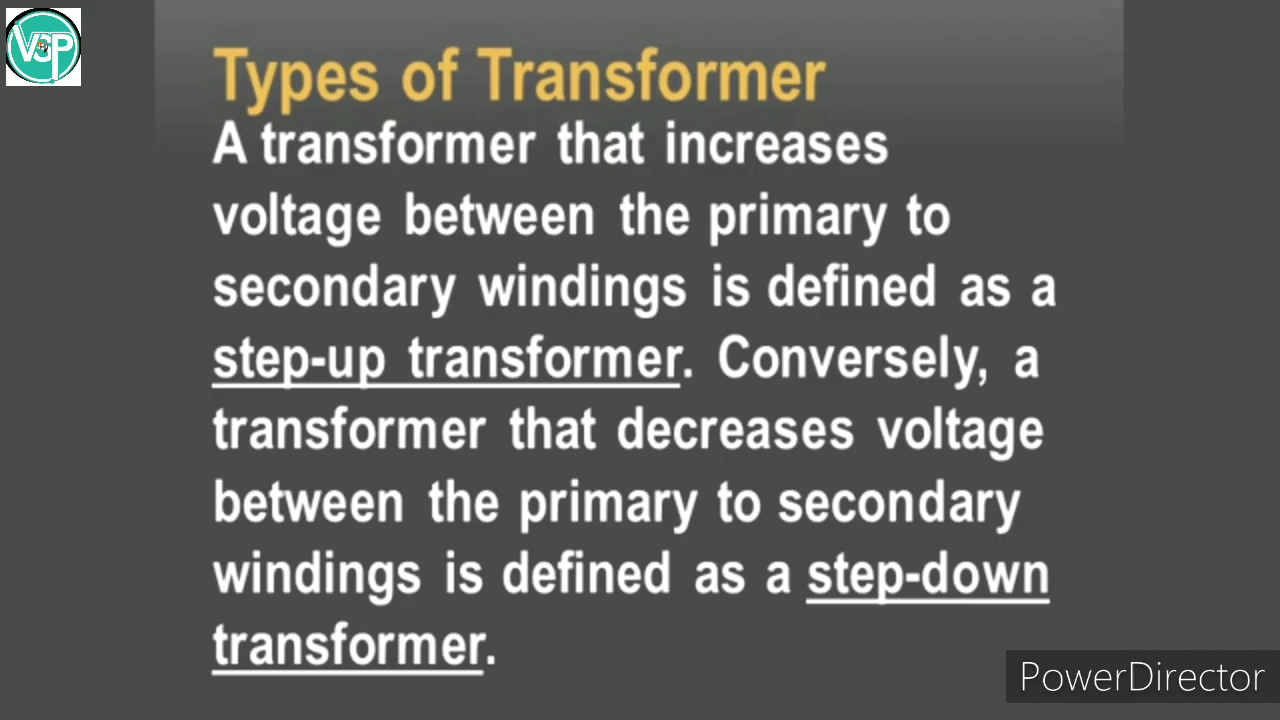 VSP
Types of Transformer
A transformer that increases
voltage between the primary to
secondary windings is defined as a
step-up transformer. Conversely, a
transformer that decreases voltage
between the primary to secondary
windings is defined as a step-down
transformer.
PowerDirector